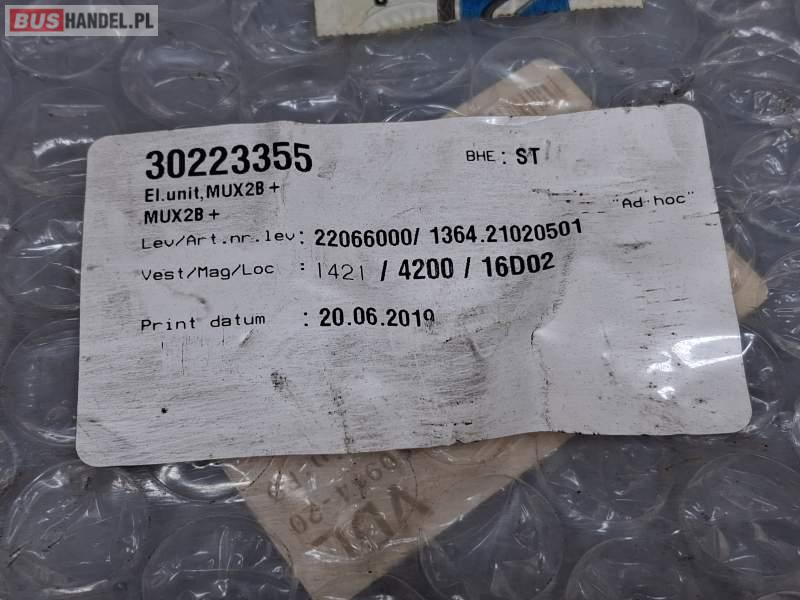 BUSHANDEL.PL
30223355
BHE: ST
El.unit,MUX2B +
MUX2B +
"Ad hoc"
Lev/Art.nr.lev: 22066000/ 1364.21020501
Vest/Mag/Loc : 1421 / 4200 / 16D02
Print datum : 20.06.2019
VDL